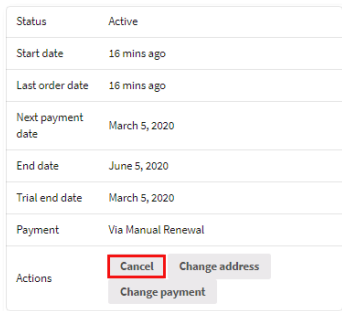 Status Active
Start date 16 mins ago
Last order date 16 mins ago
Next payment
date
March 5, 2020
End date June 5, 2020
Trial end date March 5, 2020
Payment Via Manual Renewal
Actions
Cancel Change address
Change payment